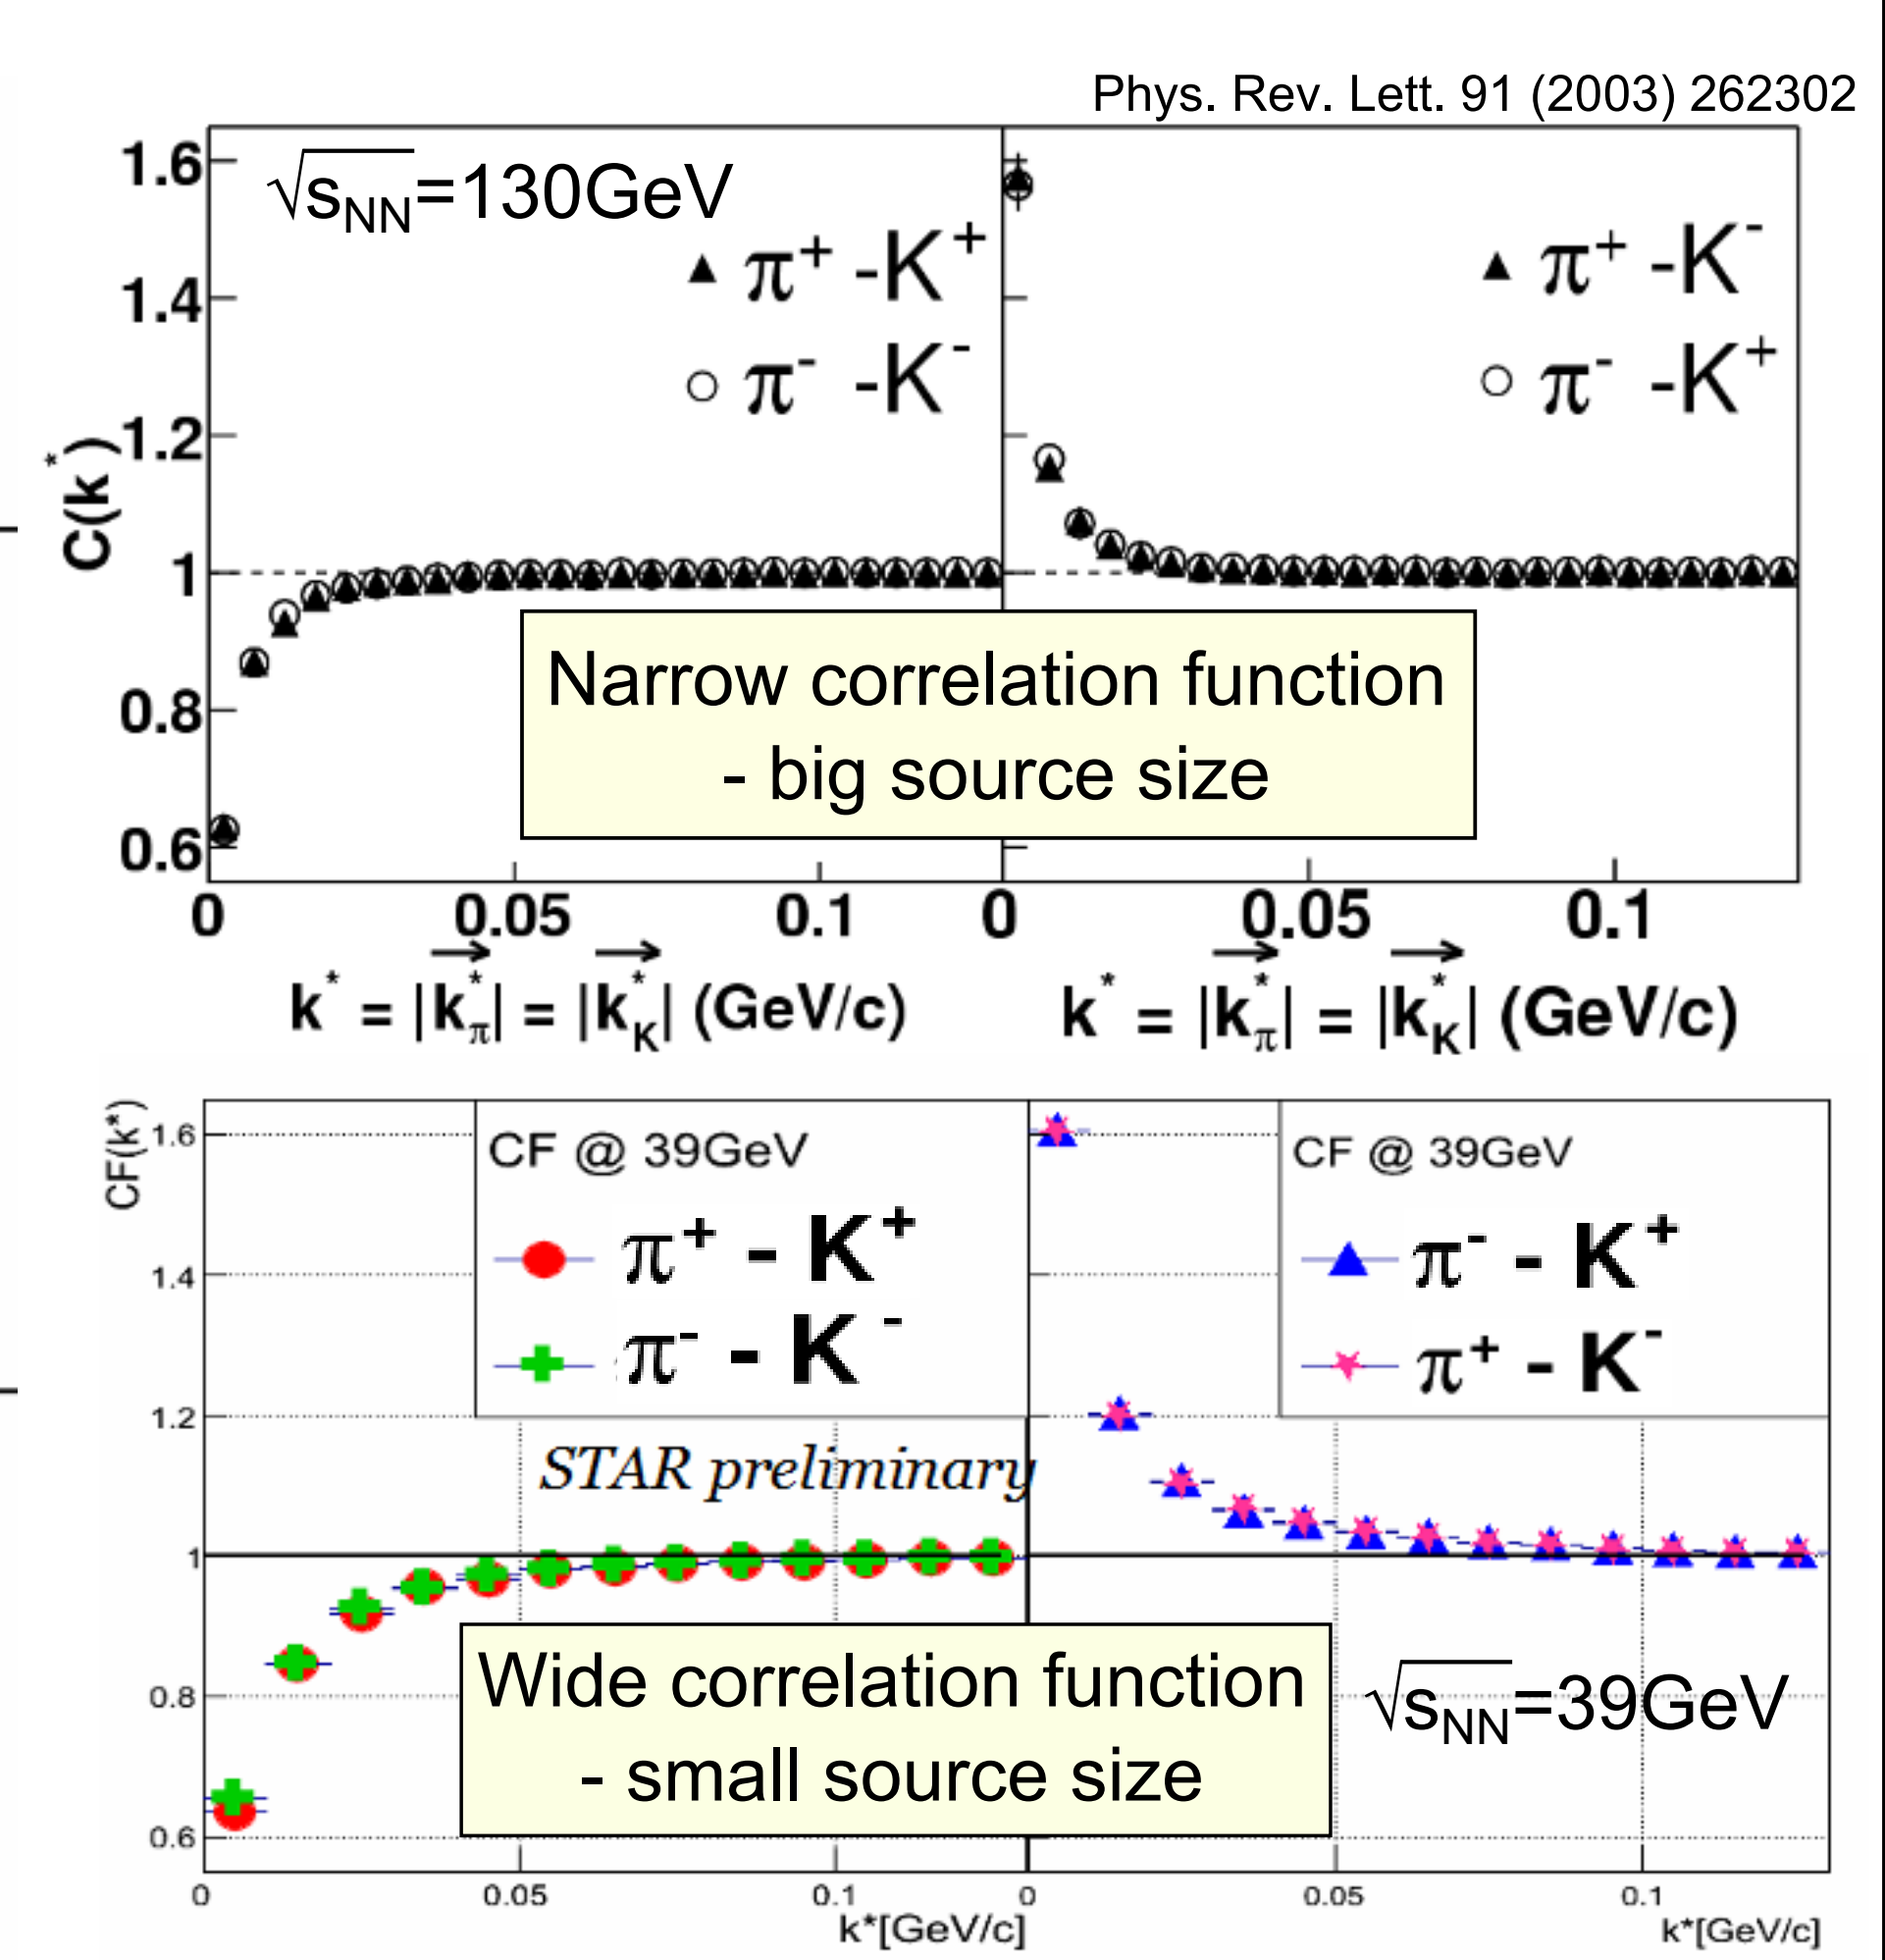 Phys. Rev. Lett. 91 (2003) 262302
√sNN=130GeV
π+ -K+
π- -K-
π+ -K-
π- -K+
C(k*)
1.6
1.4
1.2
1
0.8
0.6
Narrow correlation function
- big source size
0 0.05 0.1 0 0.05 0.1
k* = |k*π| = |k*K| (GeV/c) k* = |k*π| = |k*K| (GeV/c)
CF(k*)
1.6
1.4
1.2
1
0.8
0.6
CF @ 39GeV
π+ - K+
π- - K-
CF @ 39GeV
π- - K+
π+ - K-
STAR preliminary
Wide correlation function
- small source size
√sNN=39GeV
0 0.05 0.1 0 0.05 0.1
k*[GeV/c] k*[GeV/c]